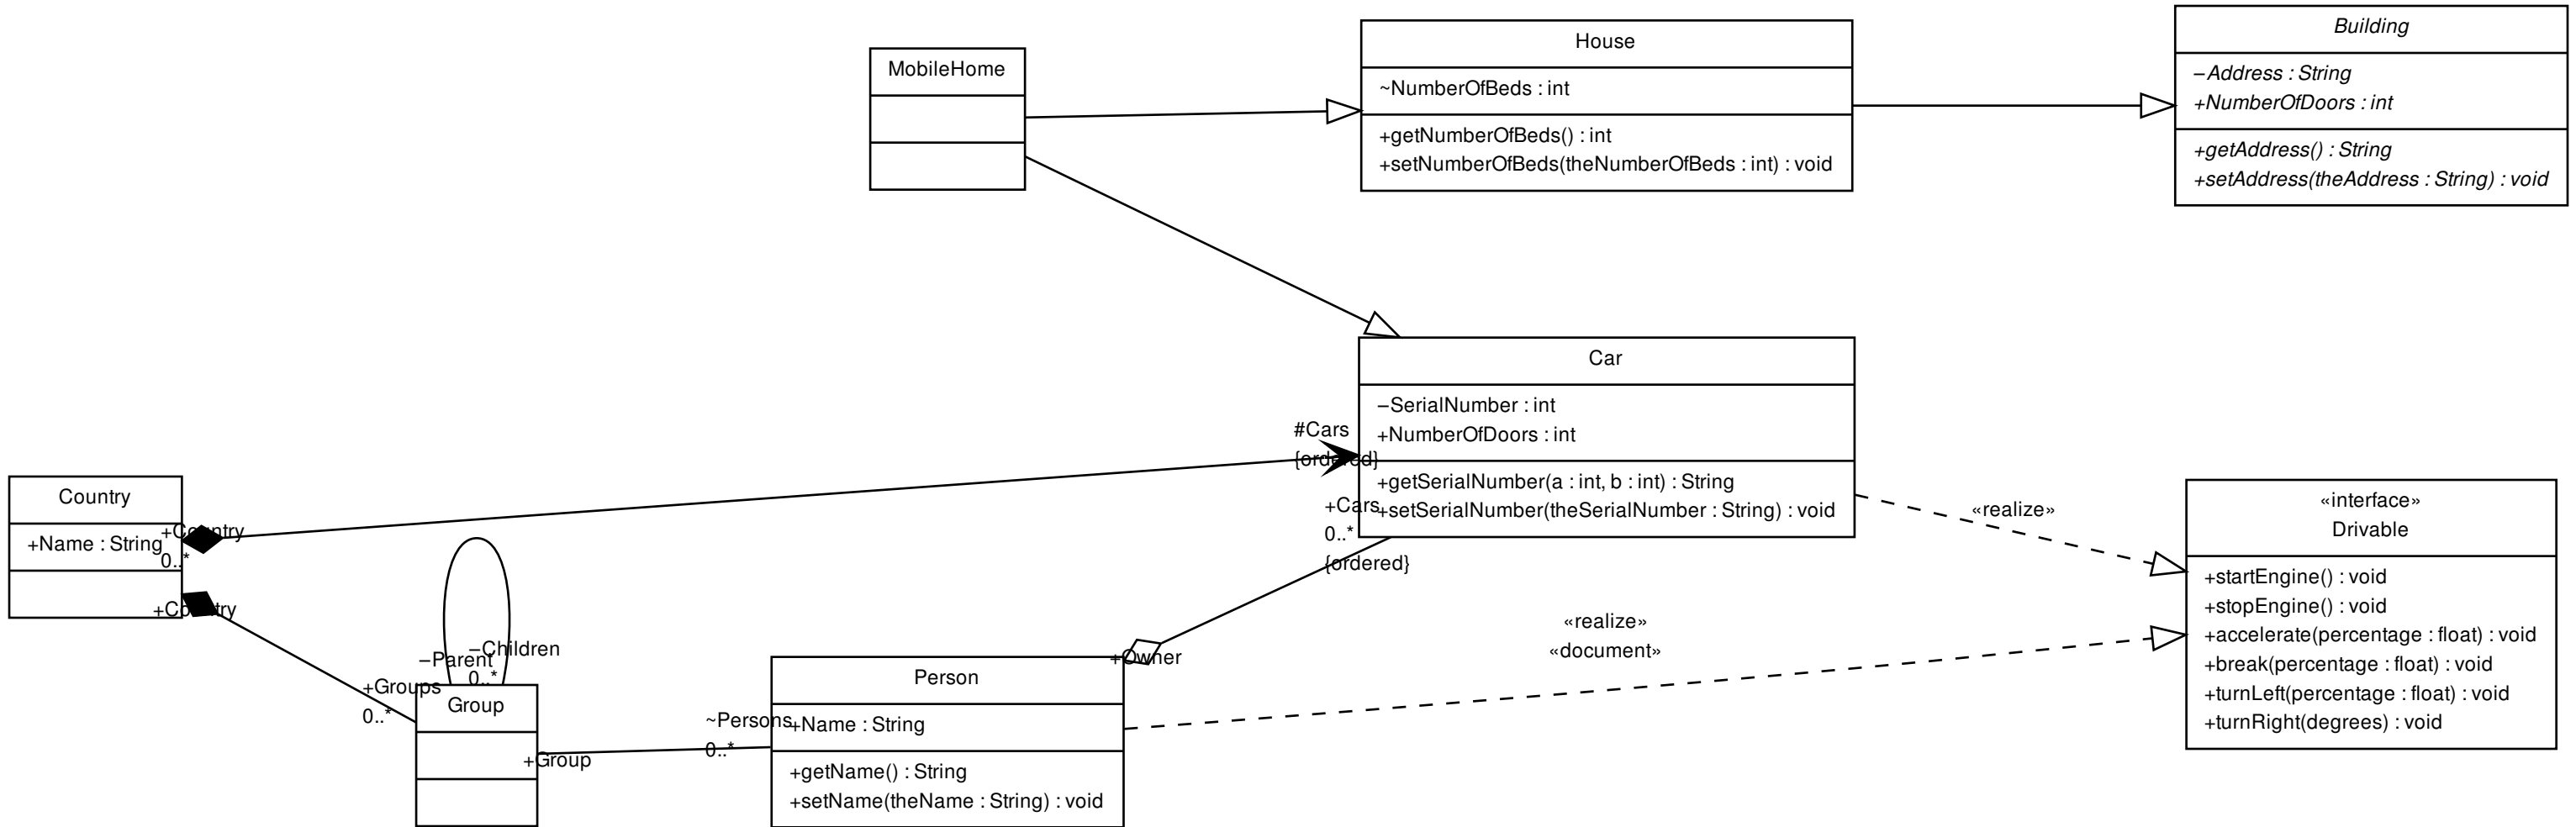 MobileHome
House
~NumberOfBeds : int
+getNumberOfBeds() : int
+setNumberOfBeds(theNumberOfBeds : int) : void
Building
−Address : String
+NumberOfDoors : int
+getAddress() : String
+setAddress(theAddress : String) : void
Car
−SerialNumber : int
+NumberOfDoors : int
+getSerialNumber(a : int, b : int) : String
+setSerialNumber(theSerialNumber : String) : void
#Cars
{ordered}
+Cars
0..*
{ordered}
Country
+Name : String
+Country
0..*
+Country
−Children
0..*
−Parent
+Groups
0..*
Group
+Group
~Persons
0..*
Person
+Name : String
+getName() : String
+setName(theName : String) : void
+Owner
«realize»
«realize»
«document»
«interface»
Drivable
+startEngine() : void
+stopEngine() : void
+accelerate(percentage : float) : void
+break(percentage : float) : void
+turnLeft(percentage : float) : void
+turnRight(degrees) : void